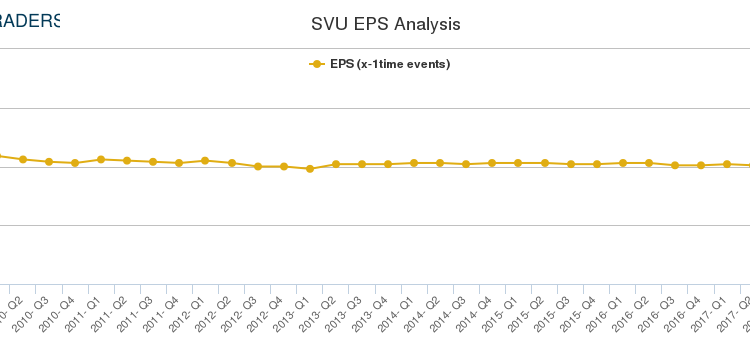 RADERS
SVU EPS Analysis
EPS (x-1time events)
2010- Q3
2010- Q4
2011- Q1
2011- Q2
2011- Q3
2011- Q4
2012- Q1
2012- Q2
2012- Q3
2012- Q4
2013- Q1
2013- Q2
2013- Q3
2013- Q4
2014- Q1
2014- Q2
2014- Q3
2014- Q4
2015- Q1
2015- Q2
2015- Q3
2015- Q4
2016- Q1
2016- Q2
2016- Q3
2016- Q4
2017- Q1